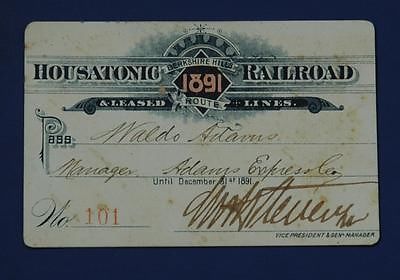 BERKSHIRE HILLS
HOUSATONIC 1891 RAILROAD
& LEASED ROUTE LINES.
Pass Waldo Adams
Manager, Adams Express Co
Until December 31st 1891.
No. 101
VICE PRESIDENT & GEN'L MANAGER